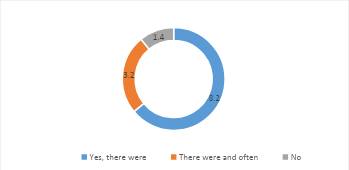 1.4
3.2
8.2
Yes, there were
There were and often
No